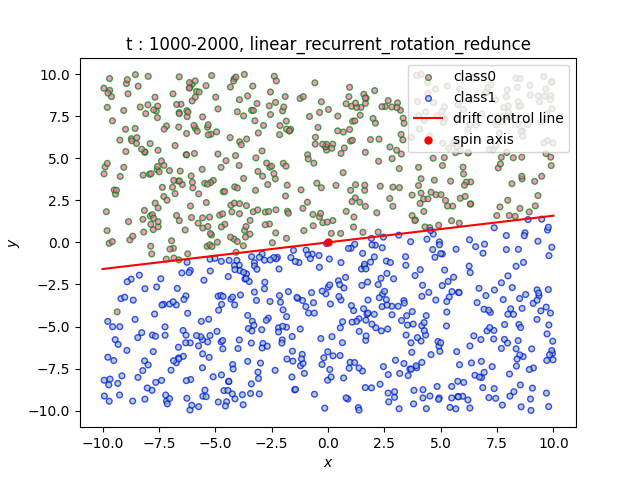 t : 1000-2000, linear_recurrent_rotation_redunce
class0
class1
drift control line
spin axis
10.0
7.5
5.0
2.5
0.0
−2.5
−5.0
−7.5
−10.0
y
−10.0 −7.5 −5.0 −2.5 0.0 2.5 5.0 7.5 10.0
x